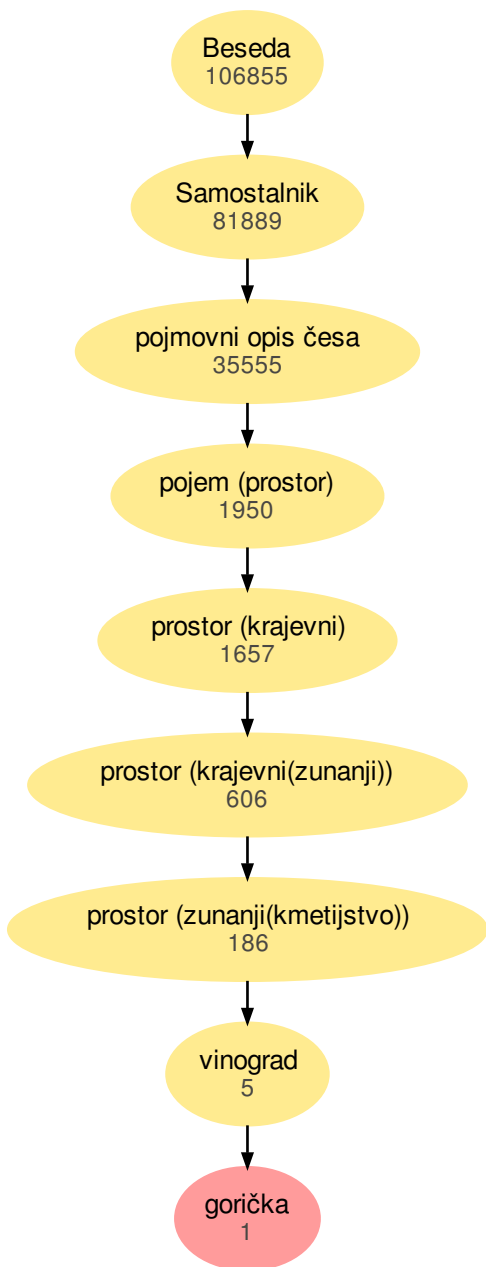 Beseda
106855
Samostalnik
81889
pojmovni opis česa
35555
pojem (prostor)
1950
prostor (krajevni)
1657
prostor (krajevni(zunanji))
606
prostor (zunanji(kmetijstvo))
186
vinograd
5
gorička
1